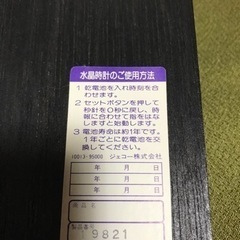 水晶時計のご使用方法
1 乾電池を入れ時刻を合
わせます。
2 セットボタンを押して
秒針を0秒に戻し、時
報に合わせて指をはな
しますと始動します。
3 電池寿命は約1年です。
1年ごとに乾電池を交
換してください。
ジェコー株式会社
年 月 日
年 月 日
年 月 日
製品番号
9821